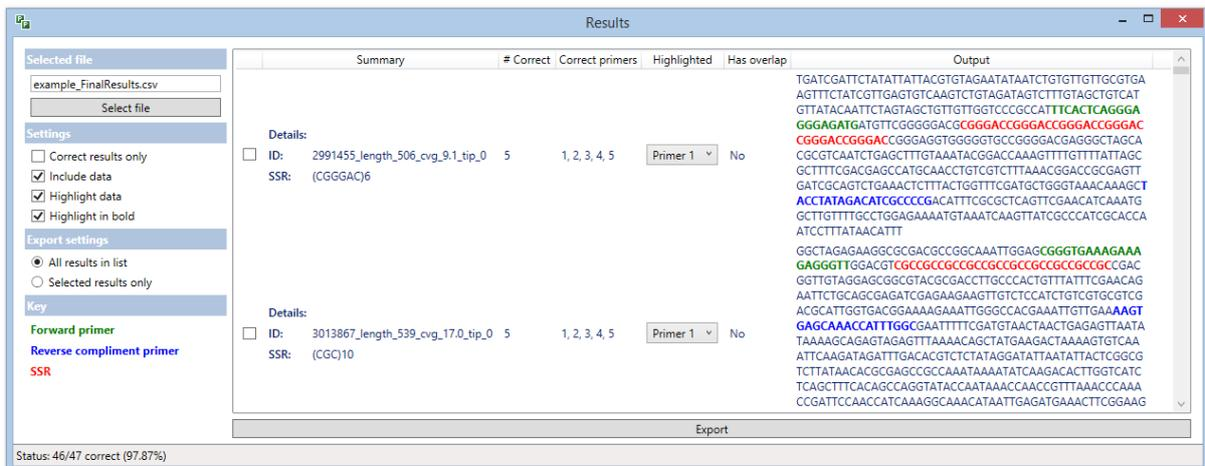 Results
Selected file
example_FinalResults.csv
Select file
Settings
Correct results only
Include data
Highlight data
Highlight in bold
Export settings
All results in list
Selected results only
Key
Forward primer
Reverse compliment primer
SSR
Summary # Correct Correct primers Highlighted Has overlap Output
Details:
ID: 2991455_length_506_cvg_9.1_tip_0 5 1, 2, 3, 4, 5 Primer 1 No
SSR: (CGGGAC)6
TGATCGATTCTATATTATTACGTGTAGAATATAATCTGTGTTGTTGCGTGA
AGTTTCTATCGTTGAGTGTCAAGTCTGTAGATAGTCTTTGTAGCTGTCAT
GTTATACAATTCTAGTAGCTGTTGTTGGTCCCGCCATTTCACTCAGGGA
GGGAGATGATGTTCGGGGGACGCGGGACCGGGACCGGGACCGGGAC
CGGGACCGGGACCGGGAGGTGGGGGTGCCGGGGACGAGGGCTAGCA
CGCGTCAATCTGAGCTTTGTAAATACGGACCAAAGTTTTGTTTTATTAGC
GCTTTTCGACGAGCCATGCAACCTGTCGTCTTTAAACGGACCGCGAGTT
GATCGCAGTCTGAAACTCTTTACTGGTTTCGATGCTGGGTAAACAAAGCT
ACCTATAGACATCGCCCCGACATTTCGCGCTCAGTTCGAACATCAAATG
GCTTGTTTTGCCTGGAGAAAATGTAAATCAAGTTATCGCCCATCGCACCA
ATCCTTTATAACATTT
Details:
ID: 3013867_length_539_cvg_17.0_tip_0 5 1, 2, 3, 4, 5 Primer 1 No
SSR: (CGC)10
GGCTAGAGAAGGCGCGACGCCGGCAAATTGGAGCGGGTGAAAGAAA
GAGGGTTGGACGTCGCCGCCGCCGCCGCCGCCGCCGCCGCCGCCGAC
GGTTGTAGGAGCGGCGTACGCGACCTTGCCCACTGTTTATTTCGAACAG
AATTCTGCAGCGAGATCGAGAAGAAGTTGTCTCCATCTGTCGTGCGTCG
ACGCATTGGTGACGGAAAAGAAATTGGGCCACGAAATTGTTGAAAAGT
GAGCAAACCATTTGGCGAATTTTTCGATGTAACTAACTGAGAGTTAATA
TAAAAGCAGAGTAGAGTTTAAAACAGCTATGAAGACTAAAAGTGTCAA
ATTCAAGATAGATTTGACACGTCTCTATAGGATATTAATATTACTCGGCG
TCTTATAACACGCGAGCCGCCAAATAAAATATCAAGACACTTGGTCATC
TCAGCTTTCACAGCCAGGTATACCAATAAACCAACCGTTTAAACCCAAA
CCGATTCCAACCATCAAAGGCAAACATAATTGAGATGAAACTTCGGAAG
Export
Status: 46/47 correct (97.87%)